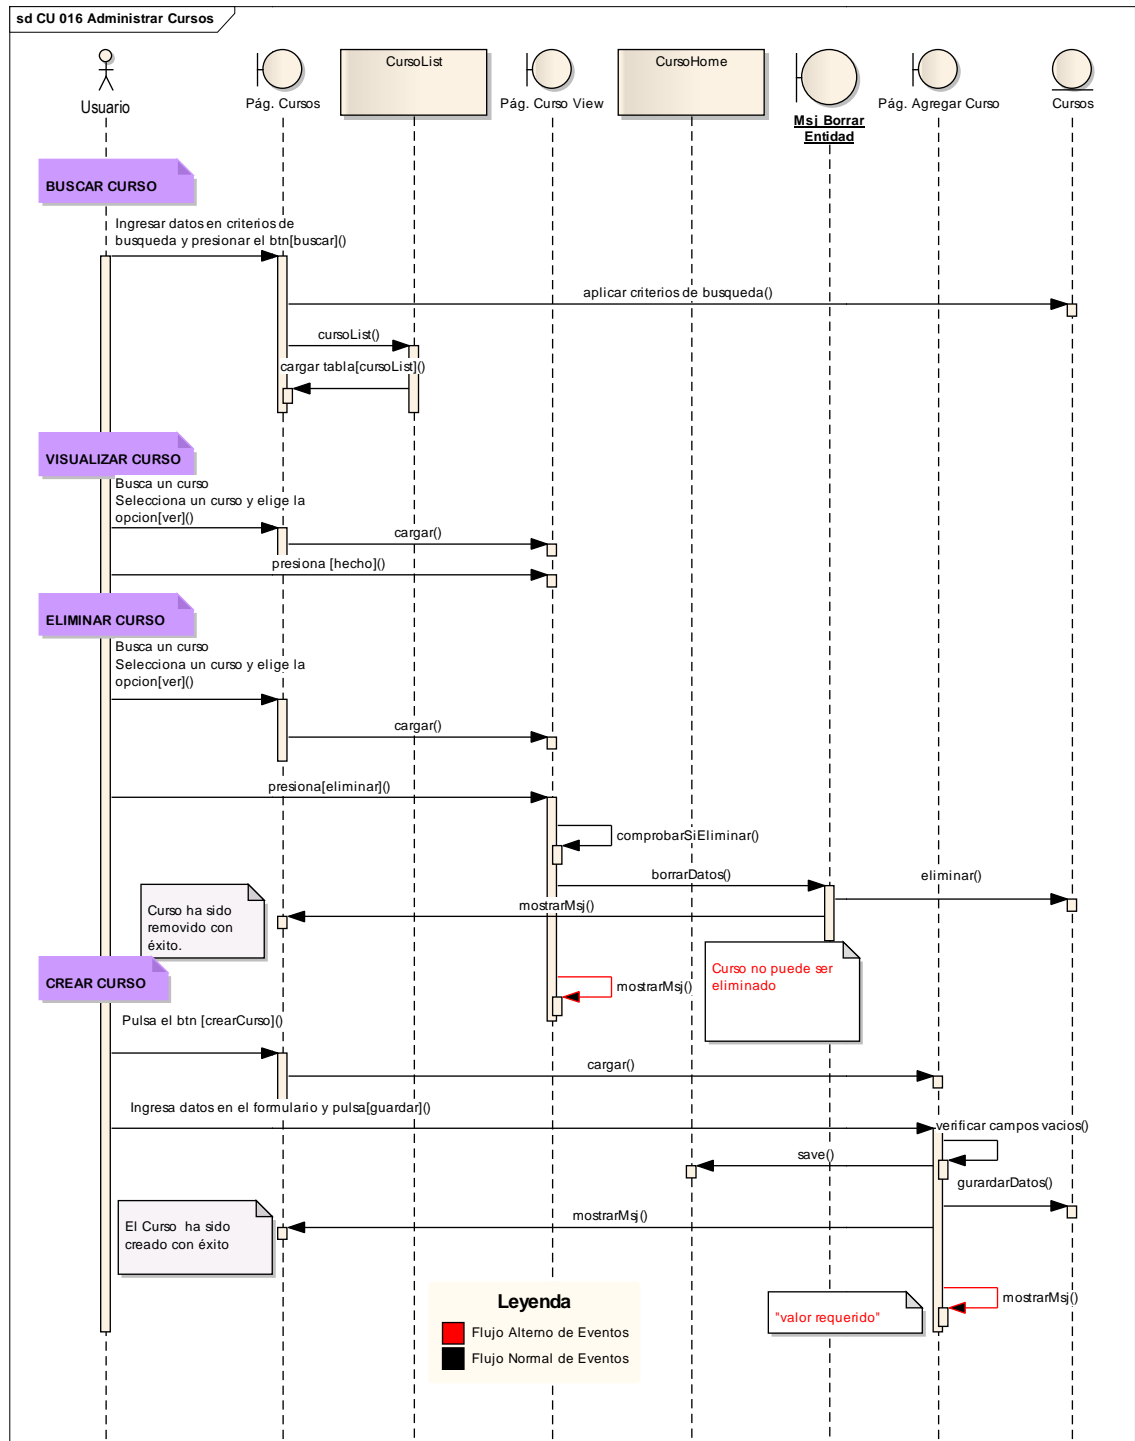 sd CU 016 Administrar Cursos
Usuario
Pág. Cursos
CursoList
Pág. Curso View
CursoHome
Msj Borrar
Entidad
Pág. Agregar Curso
Cursos
BUSCAR CURSO
Ingresar datos en criterios de
busqueda y presionar el btn[buscar]()
aplicar criterios de busqueda()
cursoList()
cargar tabla[cursoList]()
VISUALIZAR CURSO
Busca un curso
Selecciona un curso y elige la
opcion[ver]()
cargar()
presiona [hecho]()
ELIMINAR CURSO
Busca un curso
Selecciona un curso y elige la
opcion[ver]()
cargar()
presiona[eliminar]()
comprobarSiEliminar()
borrarDatos()
eliminar()
mostrarMsj()
Curso ha sido
removido con
éxito.
Curso no puede ser
eliminado
mostrarMsj()
CREAR CURSO
Pulsa el btn [crearCurso]()
cargar()
Ingresa datos en el formulario y pulsa[guardar]()
verificar campos vacios()
save()
gurardarDatos()
mostrarMsj()
El Curso  ha sido
creado con éxito
mostrarMsj()
"valor requerido"
Leyenda
Flujo Alterno de Eventos
Flujo Normal de Eventos